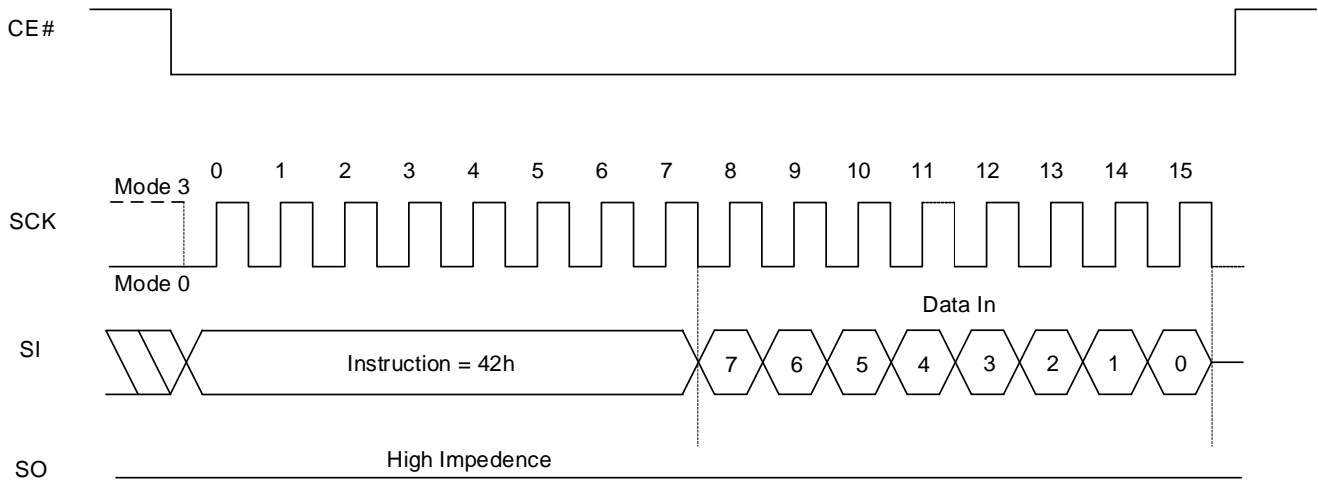 CE#
0 1 2 3 4 5 6 7 8 9 10 11 12 13 14 15
Mode 3
SCK
Mode 0
Data In
SI
Instruction = 42h
7 6 5 4 3 2 1 0
High Impedence
SO